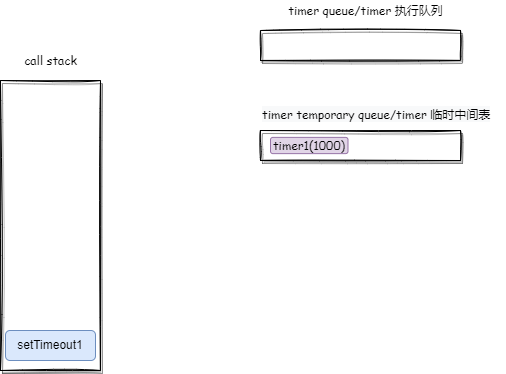 timer queue/timer 执行队列
call stack
timer temporary queue/timer 临时中间表
timer1(1000)
setTimeout1